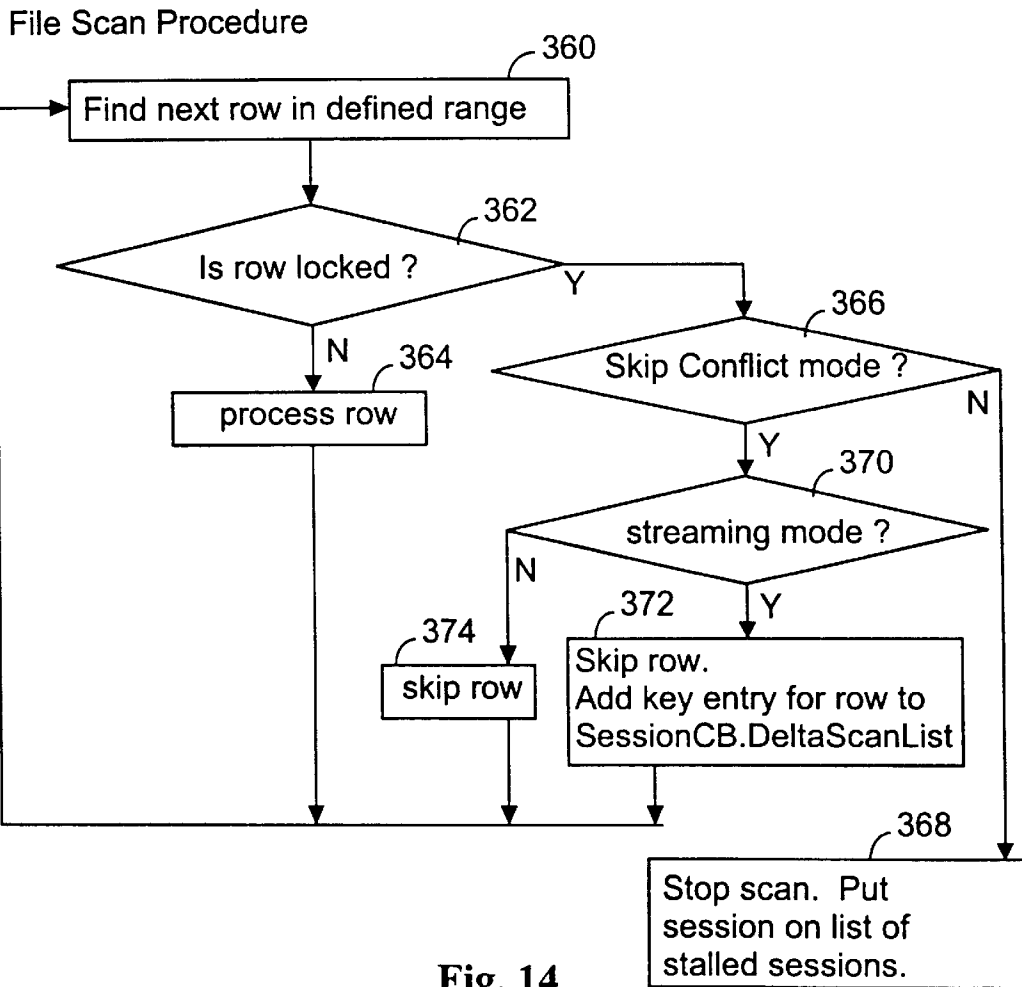 File Scan Procedure
360
Find next row in defined range
362
Is row locked ?
Y
366
N
364
Skip Conflict mode ?
process row
N
Y
370
streaming mode ?
N
Y
372
374
Skip row.
skip row
Add key entry for row to
SessionCB.DeltaScanList
368
Stop scan. Put
session on list of
stalled sessions.
Fig. 14